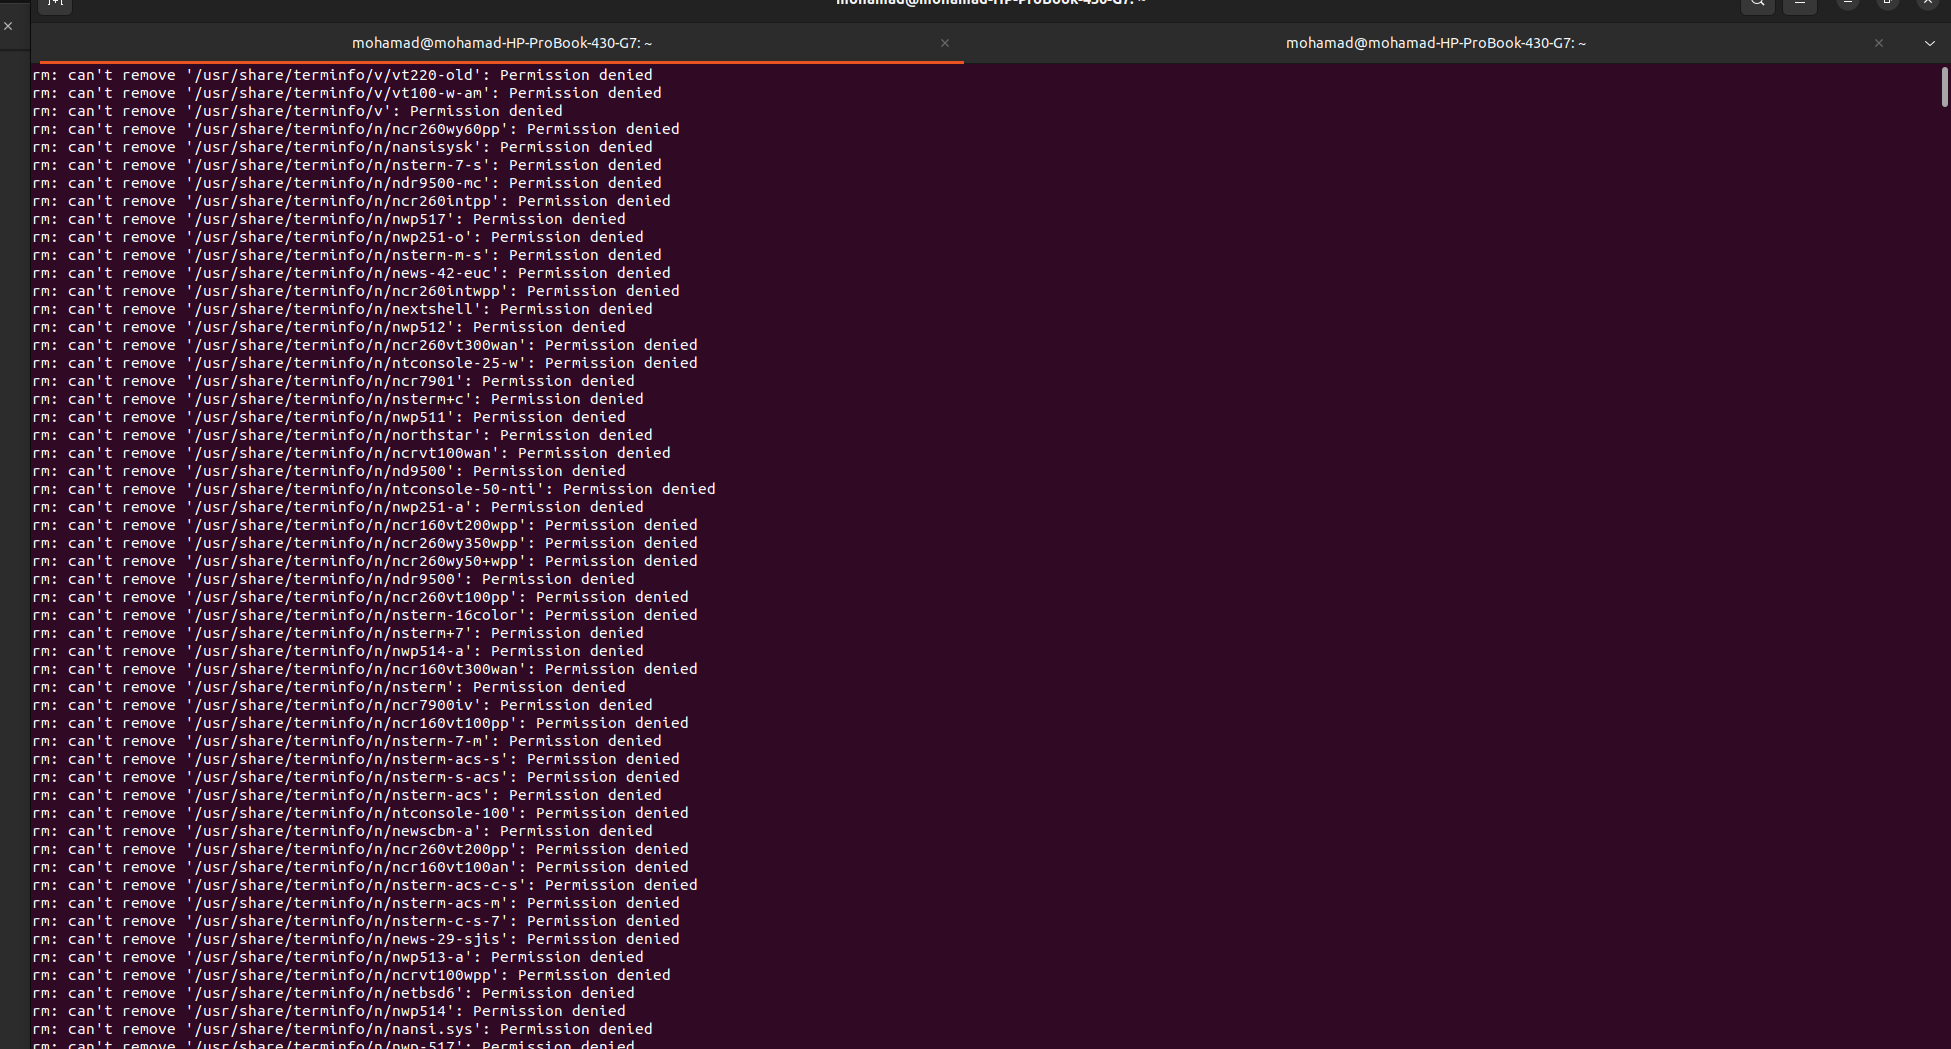 mohamad@mohamad-HP-ProBook-430-G7: ~
mohamad@mohamad-HP-ProBook-430-G7: ~
mohamad@mohamad-HP-ProBook-430-G7: ~
rm: can't remove '/usr/share/terminfo/v/vt220-old': Permission denied
rm: can't remove '/usr/share/terminfo/v/vt100-w-am': Permission denied
rm: can't remove '/usr/share/terminfo/v': Permission denied
rm: can't remove '/usr/share/terminfo/n/ncr260wy60pp': Permission denied
rm: can't remove '/usr/share/terminfo/n/nansisysk': Permission denied
rm: can't remove '/usr/share/terminfo/n/nsterm-7-s': Permission denied
rm: can't remove '/usr/share/terminfo/n/ndr9500-mc': Permission denied
rm: can't remove '/usr/share/terminfo/n/ncr260intpp': Permission denied
rm: can't remove '/usr/share/terminfo/n/nwp517': Permission denied
rm: can't remove '/usr/share/terminfo/n/nwp251-o': Permission denied
rm: can't remove '/usr/share/terminfo/n/nsterm-m-s': Permission denied
rm: can't remove '/usr/share/terminfo/n/news-42-euc': Permission denied
rm: can't remove '/usr/share/terminfo/n/ncr260intwpp': Permission denied
rm: can't remove '/usr/share/terminfo/n/nextshell': Permission denied
rm: can't remove '/usr/share/terminfo/n/nwp512': Permission denied
rm: can't remove '/usr/share/terminfo/n/ncr260vt300wan': Permission denied
rm: can't remove '/usr/share/terminfo/n/ntconsole-25-w': Permission denied
rm: can't remove '/usr/share/terminfo/n/ncr7901': Permission denied
rm: can't remove '/usr/share/terminfo/n/nsterm+c': Permission denied
rm: can't remove '/usr/share/terminfo/n/nwp511': Permission denied
rm: can't remove '/usr/share/terminfo/n/northstar': Permission denied
rm: can't remove '/usr/share/terminfo/n/ncrvt100wan': Permission denied
rm: can't remove '/usr/share/terminfo/n/nd9500': Permission denied
rm: can't remove '/usr/share/terminfo/n/ntconsole-50-nti': Permission denied
rm: can't remove '/usr/share/terminfo/n/nwp251-a': Permission denied
rm: can't remove '/usr/share/terminfo/n/ncr160vt200wpp': Permission denied
rm: can't remove '/usr/share/terminfo/n/ncr260wy350wpp': Permission denied
rm: can't remove '/usr/share/terminfo/n/ncr260wy50+wpp': Permission denied
rm: can't remove '/usr/share/terminfo/n/ndr9500': Permission denied
rm: can't remove '/usr/share/terminfo/n/ncr260vt100pp': Permission denied
rm: can't remove '/usr/share/terminfo/n/nsterm-16color': Permission denied
rm: can't remove '/usr/share/terminfo/n/nsterm+7': Permission denied
rm: can't remove '/usr/share/terminfo/n/nwp514-a': Permission denied
rm: can't remove '/usr/share/terminfo/n/ncr160vt300wan': Permission denied
rm: can't remove '/usr/share/terminfo/n/nsterm': Permission denied
rm: can't remove '/usr/share/terminfo/n/ncr7900iv': Permission denied
rm: can't remove '/usr/share/terminfo/n/ncr160vt100pp': Permission denied
rm: can't remove '/usr/share/terminfo/n/nsterm-7-m': Permission denied
rm: can't remove '/usr/share/terminfo/n/nsterm-acs-s': Permission denied
rm: can't remove '/usr/share/terminfo/n/nsterm-s-acs': Permission denied
rm: can't remove '/usr/share/terminfo/n/nsterm-acs': Permission denied
rm: can't remove '/usr/share/terminfo/n/ntconsole-100': Permission denied
rm: can't remove '/usr/share/terminfo/n/newscbm-a': Permission denied
rm: can't remove '/usr/share/terminfo/n/ncr260vt200pp': Permission denied
rm: can't remove '/usr/share/terminfo/n/ncr160vt100an': Permission denied
rm: can't remove '/usr/share/terminfo/n/nsterm-acs-c-s': Permission denied
rm: can't remove '/usr/share/terminfo/n/nsterm-acs-m': Permission denied
rm: can't remove '/usr/share/terminfo/n/nsterm-c-s-7': Permission denied
rm: can't remove '/usr/share/terminfo/n/news-29-sjis': Permission denied
rm: can't remove '/usr/share/terminfo/n/nwp513-a': Permission denied
rm: can't remove '/usr/share/terminfo/n/ncrvt100wpp': Permission denied
rm: can't remove '/usr/share/terminfo/n/netbsd6': Permission denied
rm: can't remove '/usr/share/terminfo/n/nwp514': Permission denied
rm: can't remove '/usr/share/terminfo/n/nansi.sys': Permission denied
rm: can't remove '/usr/share/terminfo/n/nwp-517': Permission denied